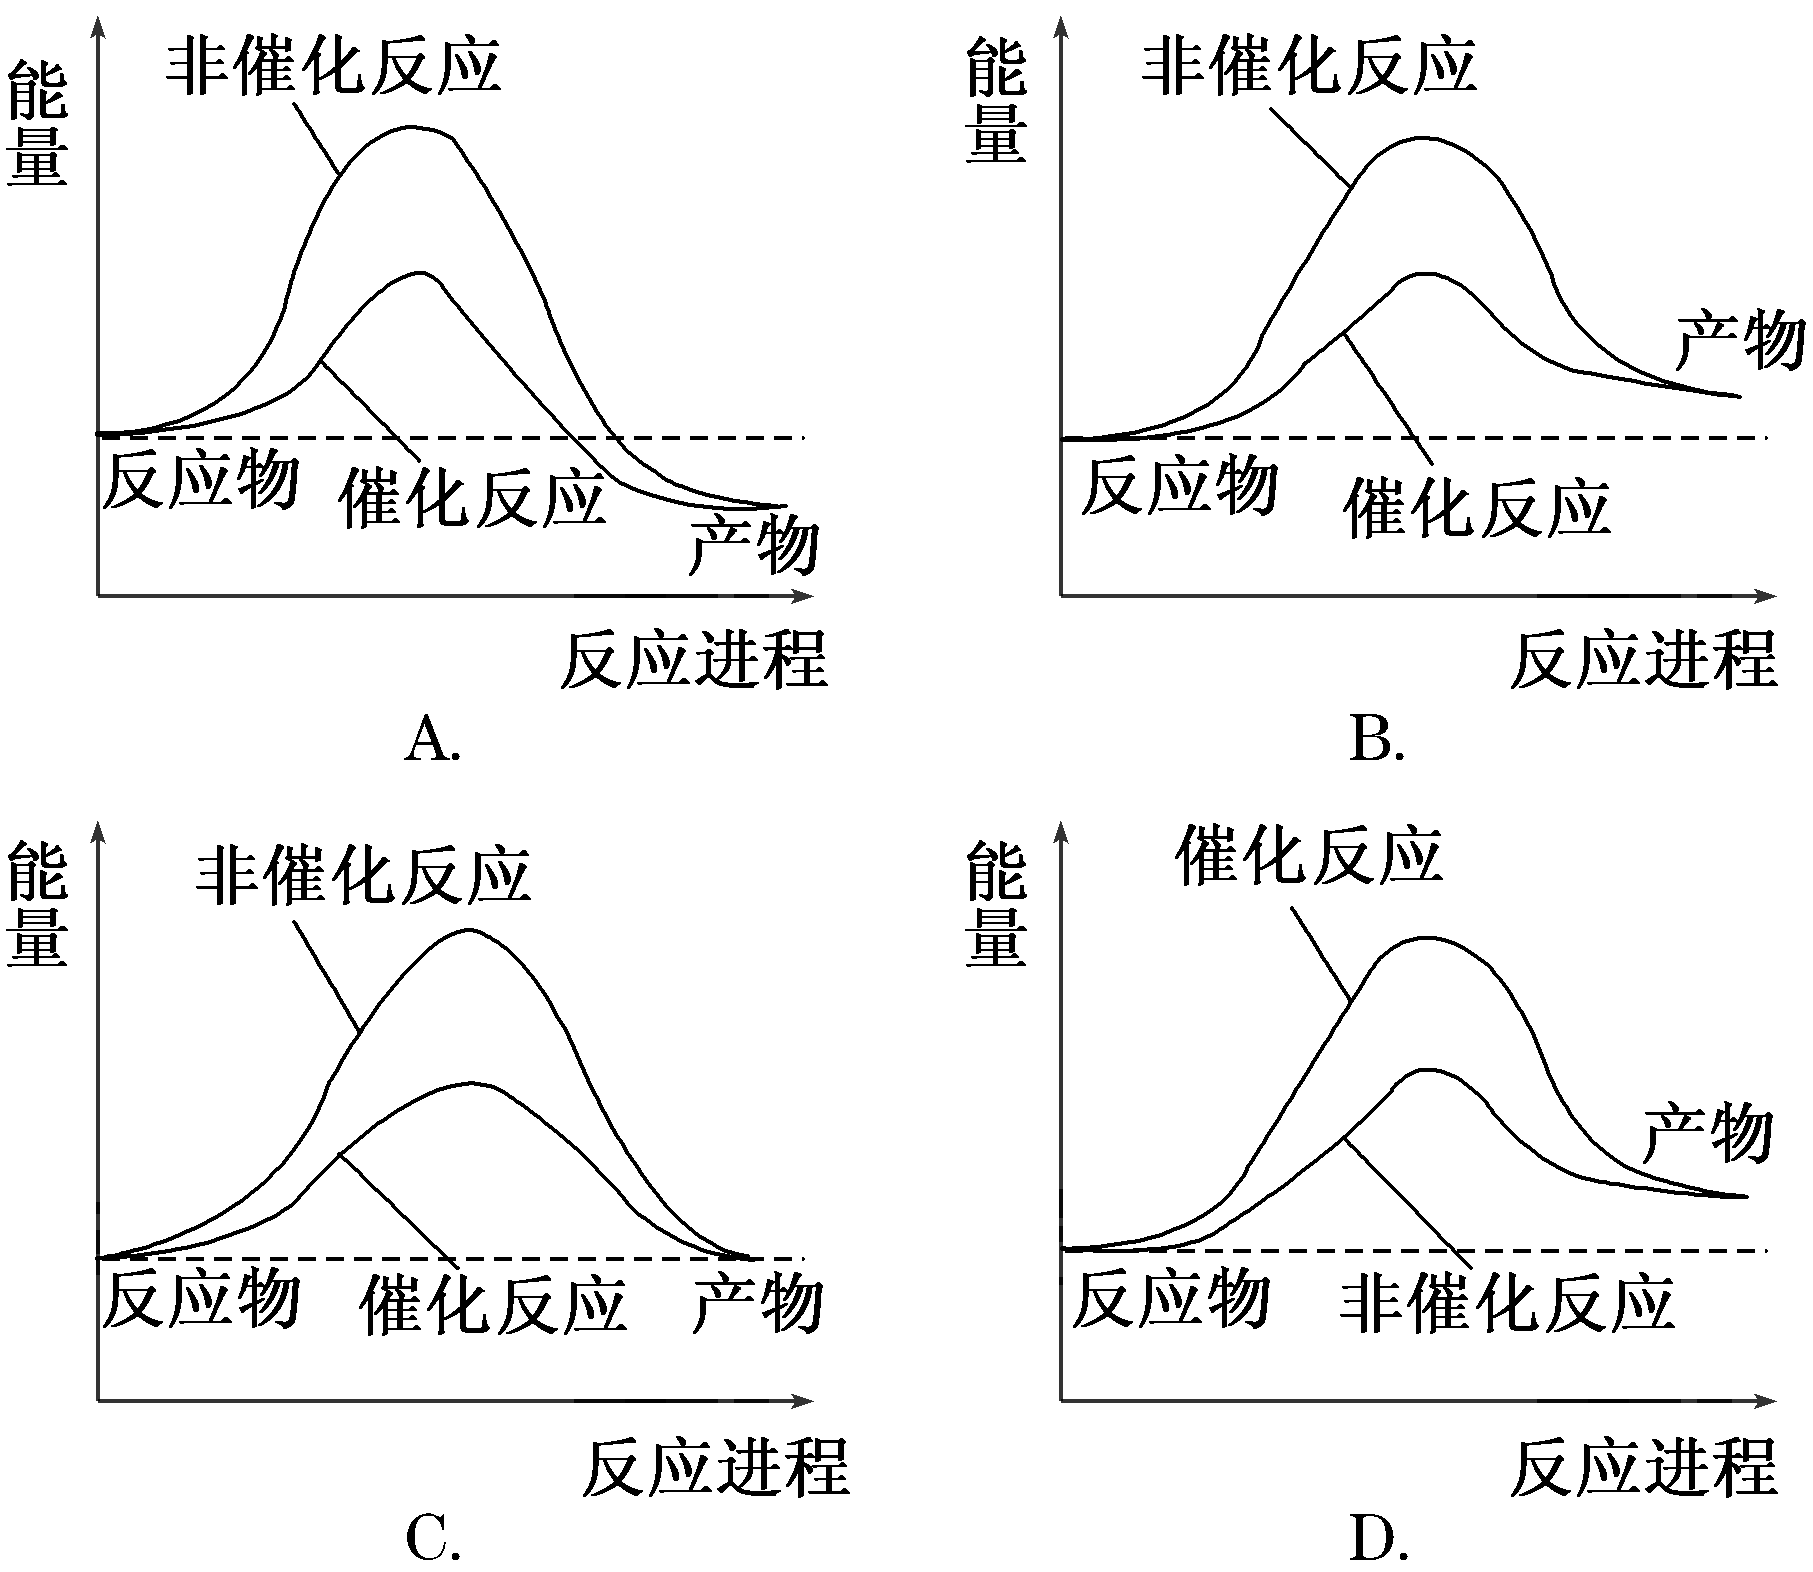 能量
非催化反应
反应物
催化反应
产物
反应进程
A.
能量
非催化反应
产物
反应物
催化反应
反应进程
B.
能量
非催化反应
反应物
催化反应
产物
反应进程
C.
能量
催化反应
产物
反应物
非催化反应
反应进程
D.